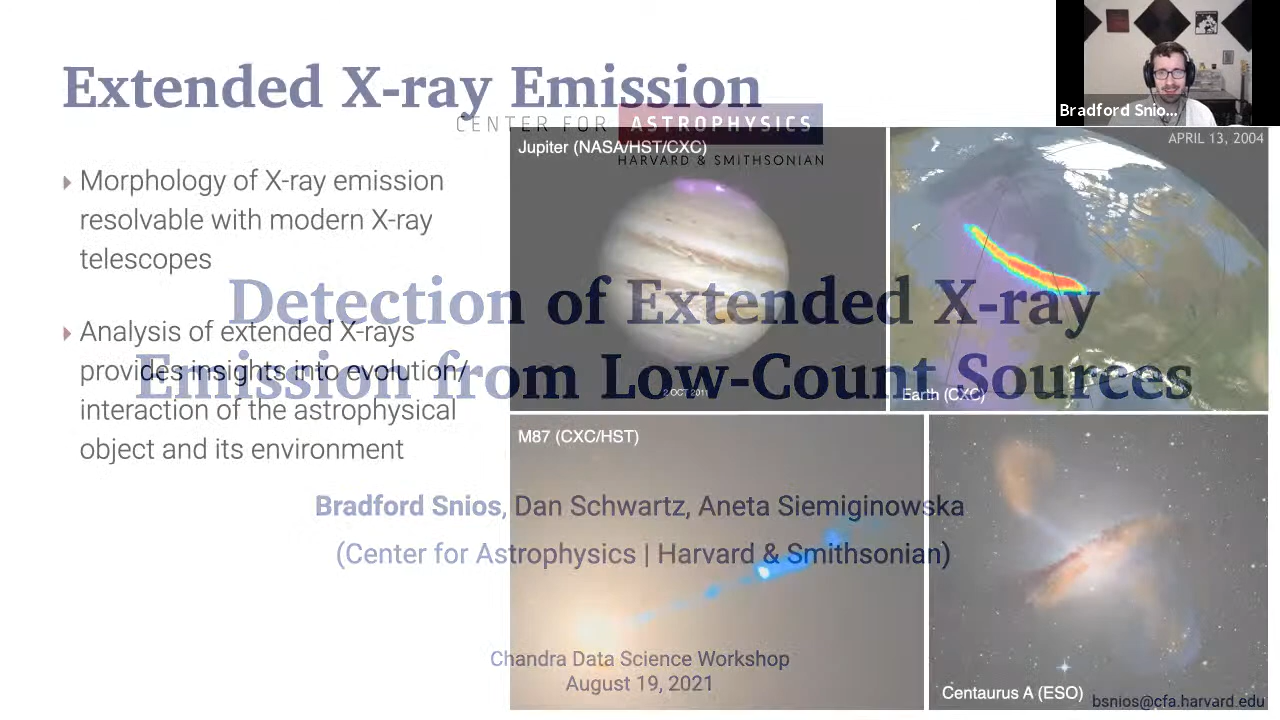 Extended X-ray Emission
CENTER FOR ASTROPHYSICS
HARVARD & SMITHSONIAN
Bradford Snio...
Morphology of X-ray emission
resolvable with modern X-ray
telescopes
Analysis of extended X-rays
provides insights into evolution/
interaction of the astrophysical
object and its environment
Jupiter (NASA/HST/CXC)
2 OCT 2011
APRIL 13, 2004
Earth (CXC)
M87 (CXC/HST)
Centaurus A (ESO)
Detection of Extended X-ray
Emission from Low-Count Sources
Bradford Snios, Dan Schwartz, Aneta Siemiginowska
(Center for Astrophysics | Harvard & Smithsonian)
Chandra Data Science Workshop
August 19, 2021
bsnios@cfa.harvard.edu